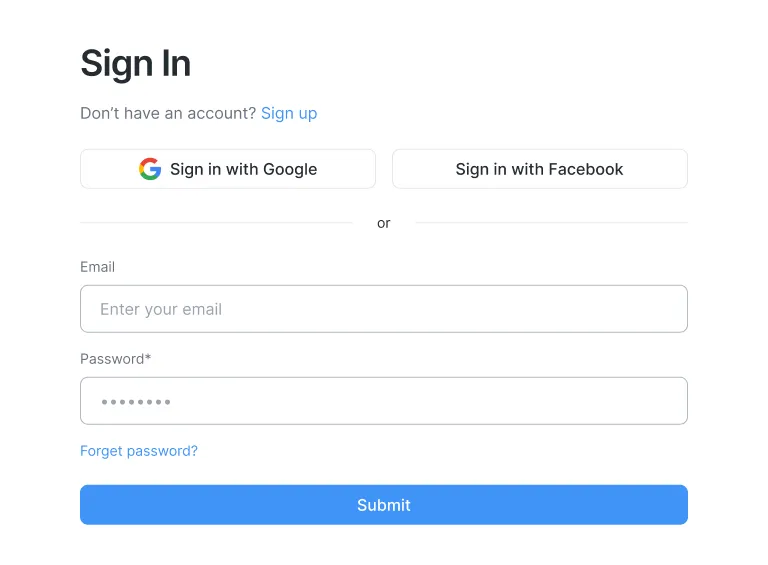 Sign In
Don’t have an account? Sign up
Sign in with Google
Sign in with Facebook
or
Email
Enter your email
Password*
••••••••
Forget password?
Submit